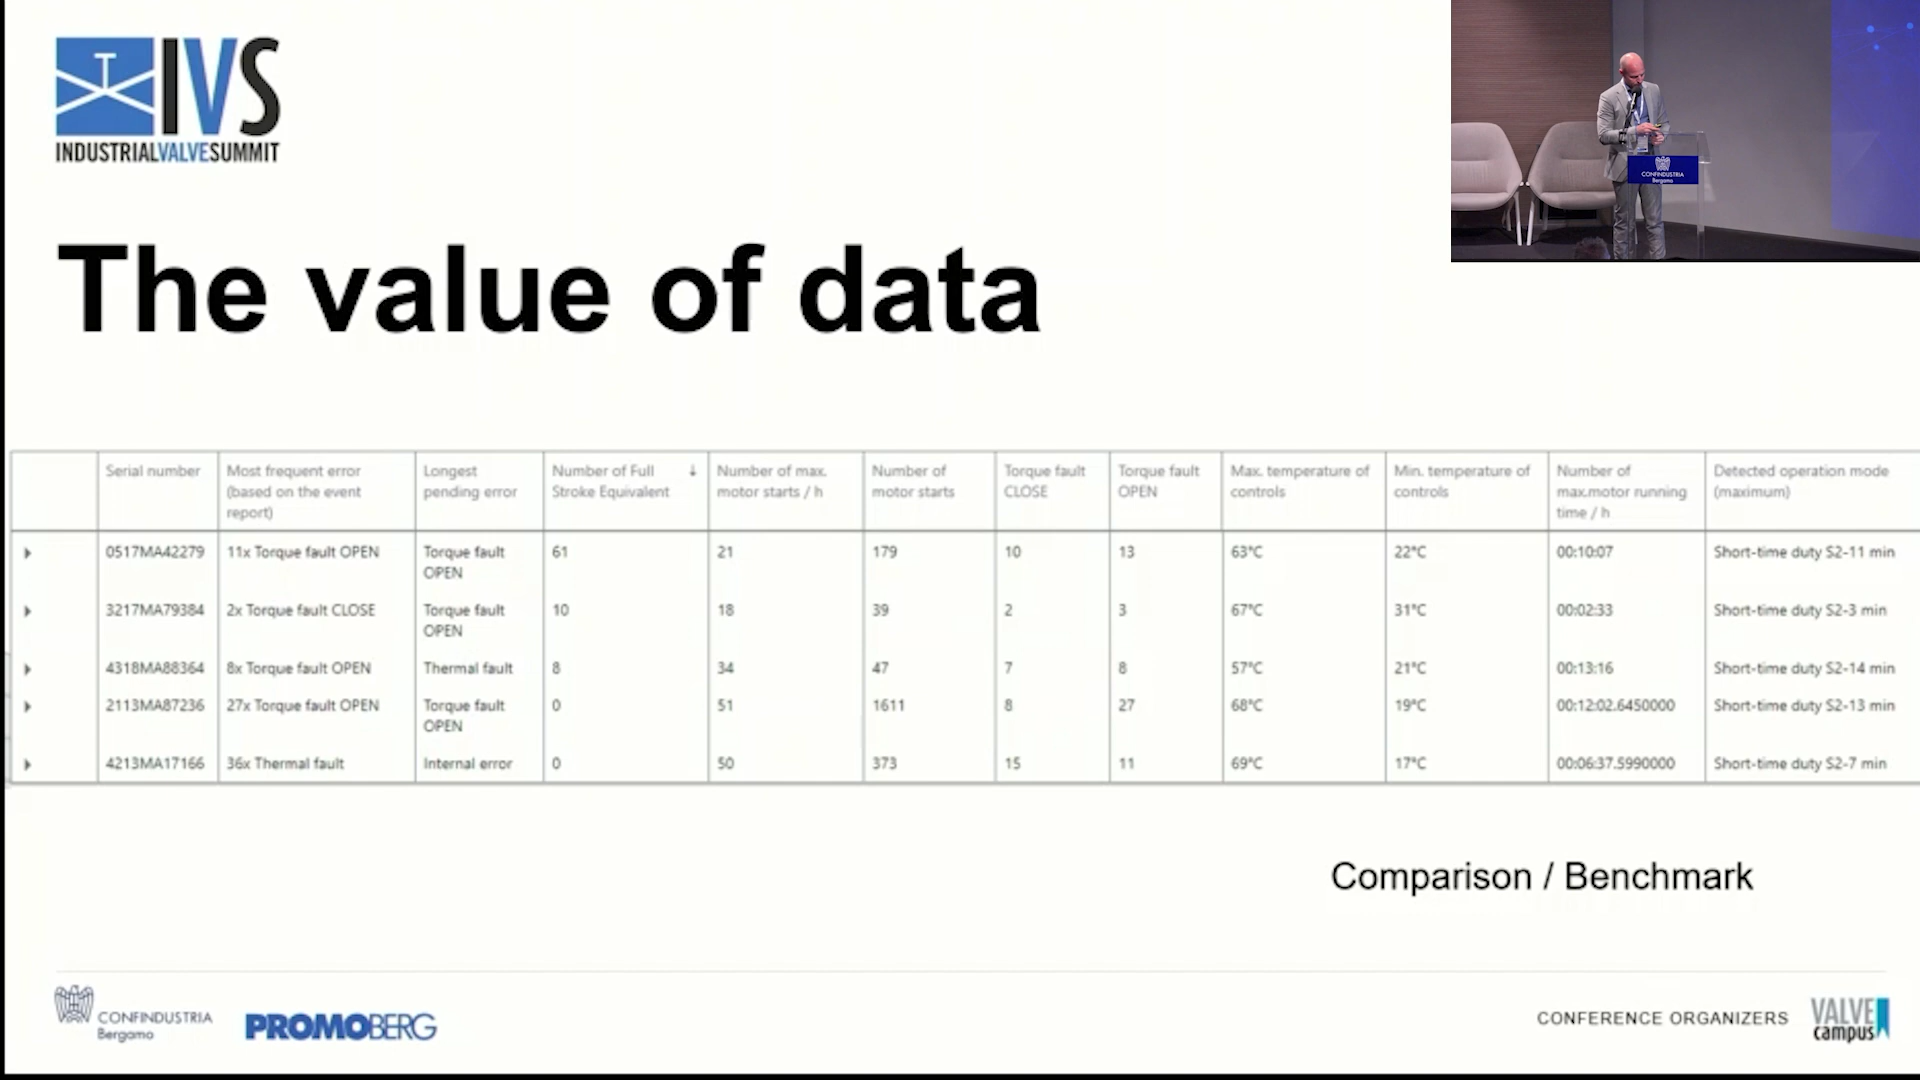 IVS
INDUSTRIALVALVESUMMIT
CONFINDUSTRIA
Bergamo
The value of data
Serial number
Most frequent error
(based on the event
report)
Longest
pending error
Number of Full
Stroke Equivalent
↓
Number of max.
motor starts / h
Number of
motor starts
Torque fault
CLOSE
Torque fault
OPEN
Max. temperature of
controls
Min. temperature of
controls
Number of
max.motor running
time / h
Detected operation mode
(maximum)
0517MA42279 11x Torque fault OPEN Torque fault 61 21 179 10 13 63°C 22°C 00:10:07 Short-time duty S2-11 min
OPEN
3217MA79384 2x Torque fault CLOSE Torque fault 10 18 39 2 3 67°C 31°C 00:02:33 Short-time duty S2-3 min
OPEN
4318MA88364 8x Torque fault OPEN Thermal fault 8 34 47 7 8 57°C 21°C 00:13:16 Short-time duty S2-14 min
2113MA87236 27x Torque fault OPEN Torque fault 0 51 1611 8 27 68°C 19°C 00:12:02.6450000 Short-time duty S2-13 min
OPEN
4213MA17166 36x Thermal fault Internal error 0 50 373 15 11 69°C 17°C 00:06:37.5990000 Short-time duty S2-7 min
Comparison / Benchmark
CONFINDUSTRIA
Bergamo
PROMOBERG
CONFERENCE ORGANIZERS
VALVE
campus